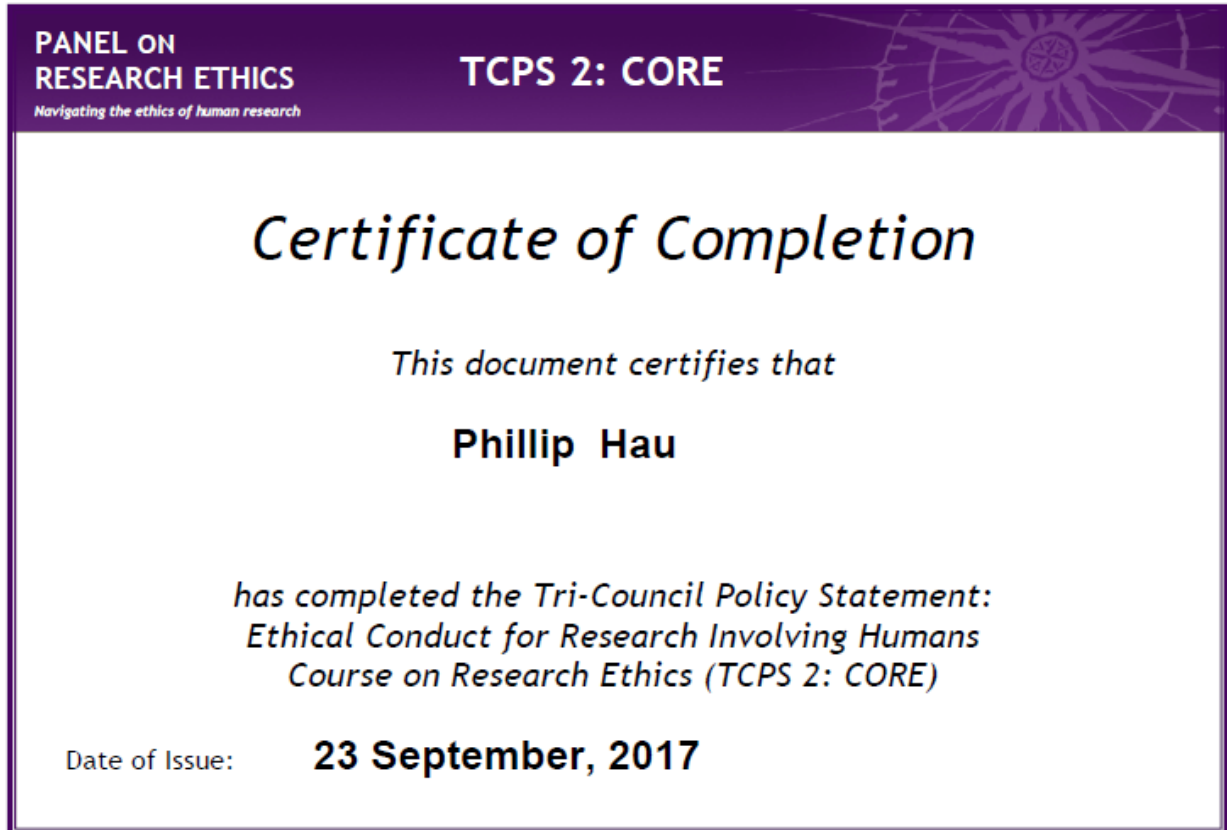 PANEL ON
RESEARCH ETHICS
Navigating the ethics of human research
TCPS 2: CORE
Certificate of Completion
This document certifies that
Phillip Hau
has completed the Tri-Council Policy Statement:
Ethical Conduct for Research Involving Humans
Course on Research Ethics (TCPS 2: CORE)
Date of Issue: 23 September, 2017